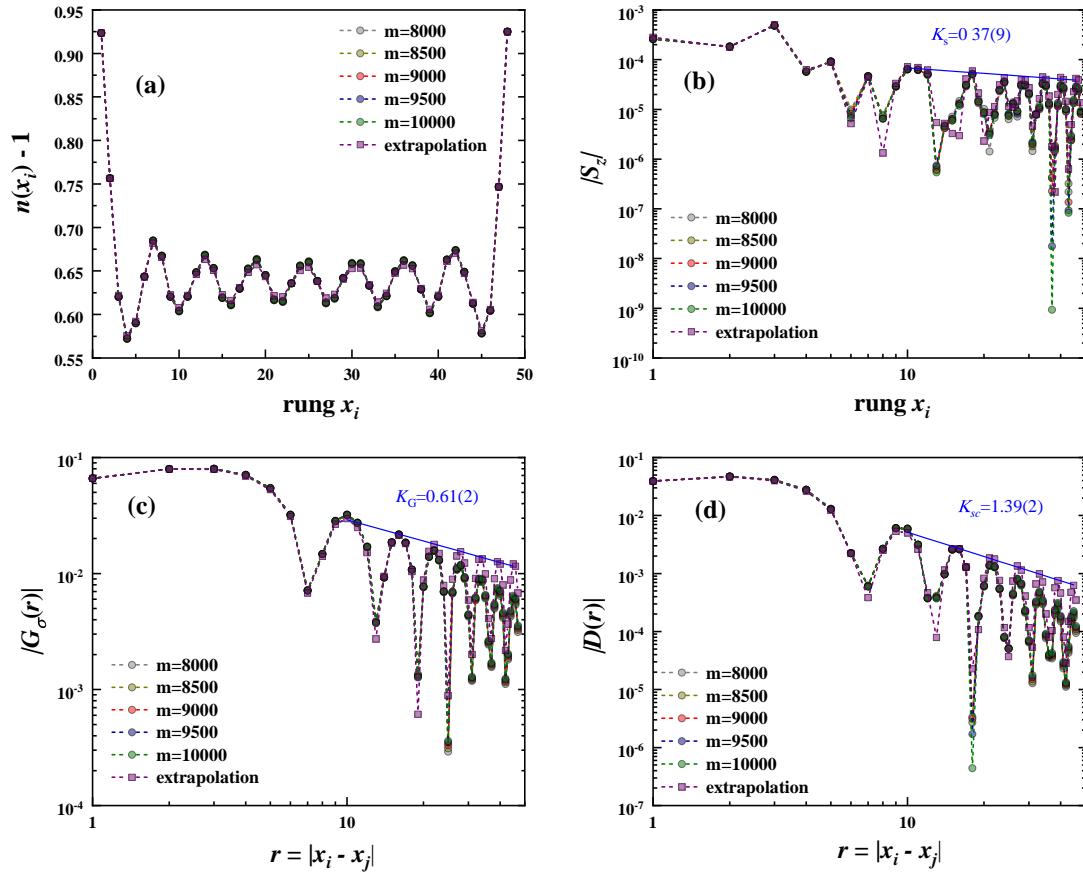 (a)
m=8000
m=8500
m=9000
m=9500
m=10000
extrapolation
n(x_i) - 1
0.95
0.90
0.85
0.80
0.75
0.70
0.65
0.60
0.55
0 10 20 30 40 50
rung x_i
(b)
K_s=0 37(9)
|S_z|
10^-3
10^-4
10^-5
10^-6
10^-7
10^-8
10^-9
10^-10
m=8000
m=8500
m=9000
m=9500
m=10000
extrapolation
1 10
rung x_i
(c)
K_G=0.61(2)
|G_σ(r)|
10^-1
10^-2
10^-3
10^-4
m=8000
m=8500
m=9000
m=9500
m=10000
extrapolation
1 10
r = |x_i - x_j|
(d)
K_sc=1.39(2)
|D(r)|
10^-1
10^-2
10^-3
10^-4
10^-5
10^-6
10^-7
m=8000
m=8500
m=9000
m=9500
m=10000
extrapolation
1 10
r = |x_i - x_j|